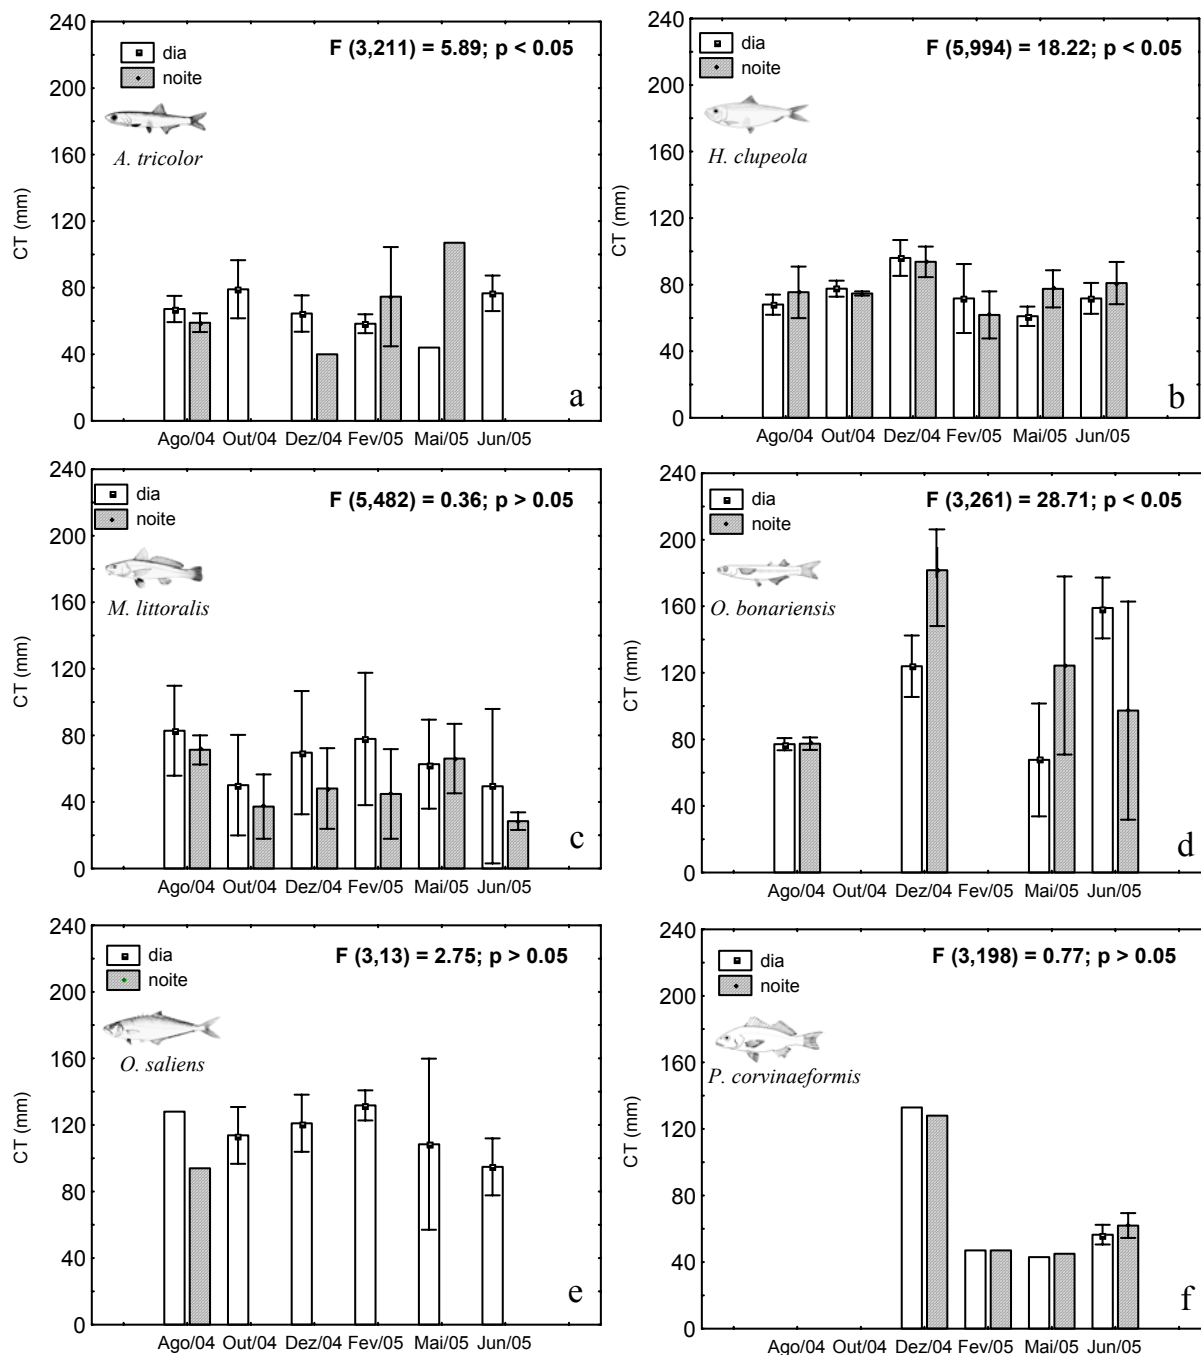 240
200
160
120
80
40
0
CT (mm)
dia
noite
F (3,211) = 5.89; p < 0.05
A. tricolor
a
Ago/04 Out/04 Dez/04 Fev/05 Mai/05 Jun/05
240
200
160
120
80
40
0
CT (mm)
dia
noite
F (5,994) = 18.22; p < 0.05
H. clupeola
b
Ago/04 Out/04 Dez/04 Fev/05 Mai/05 Jun/05
240
200
160
120
80
40
0
CT (mm)
dia
noite
F (5,482) = 0.36; p > 0.05
M. littoralis
c
Ago/04 Out/04 Dez/04 Fev/05 Mai/05 Jun/05
240
200
160
120
80
40
0
CT (mm)
dia
noite
F (3,261) = 28.71; p < 0.05
O. bonariensis
d
Ago/04 Out/04 Dez/04 Fev/05 Mai/05 Jun/05
240
200
160
120
80
40
0
CT (mm)
dia
noite
F (3,13) = 2.75; p > 0.05
O. saliens
e
Ago/04 Out/04 Dez/04 Fev/05 Mai/05 Jun/05
240
200
160
120
80
40
0
CT (mm)
dia
noite
F (3,198) = 0.77; p > 0.05
P. corvinaeformis
f
Ago/04 Out/04 Dez/04 Fev/05 Mai/05 Jun/05